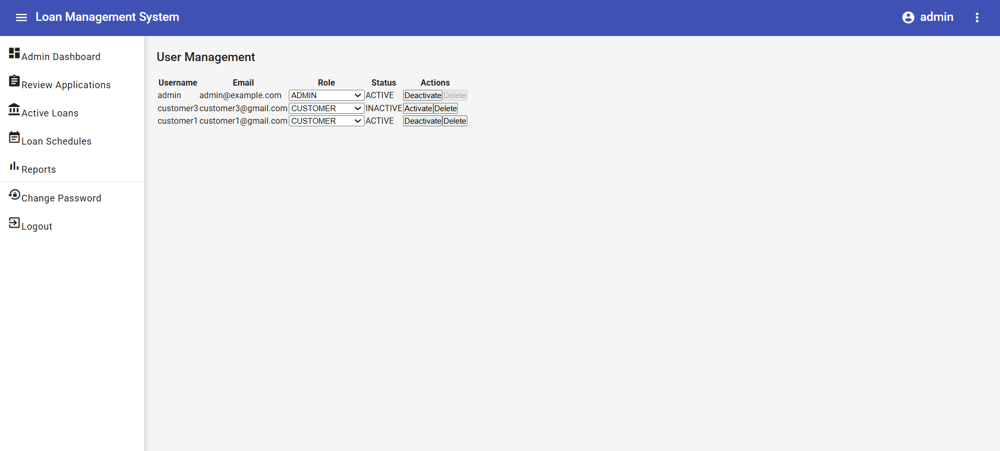 Loan Management System admin
Admin Dashboard
Review Applications
Active Loans
Loan Schedules
Reports
Change Password
Logout
User Management
Username Email Role Status Actions
admin admin@example.com ADMIN ACTIVE Deactivate Delete
customer3 customer3@gmail.com CUSTOMER INACTIVE Activate Delete
customer1 customer1@gmail.com CUSTOMER ACTIVE Deactivate Delete